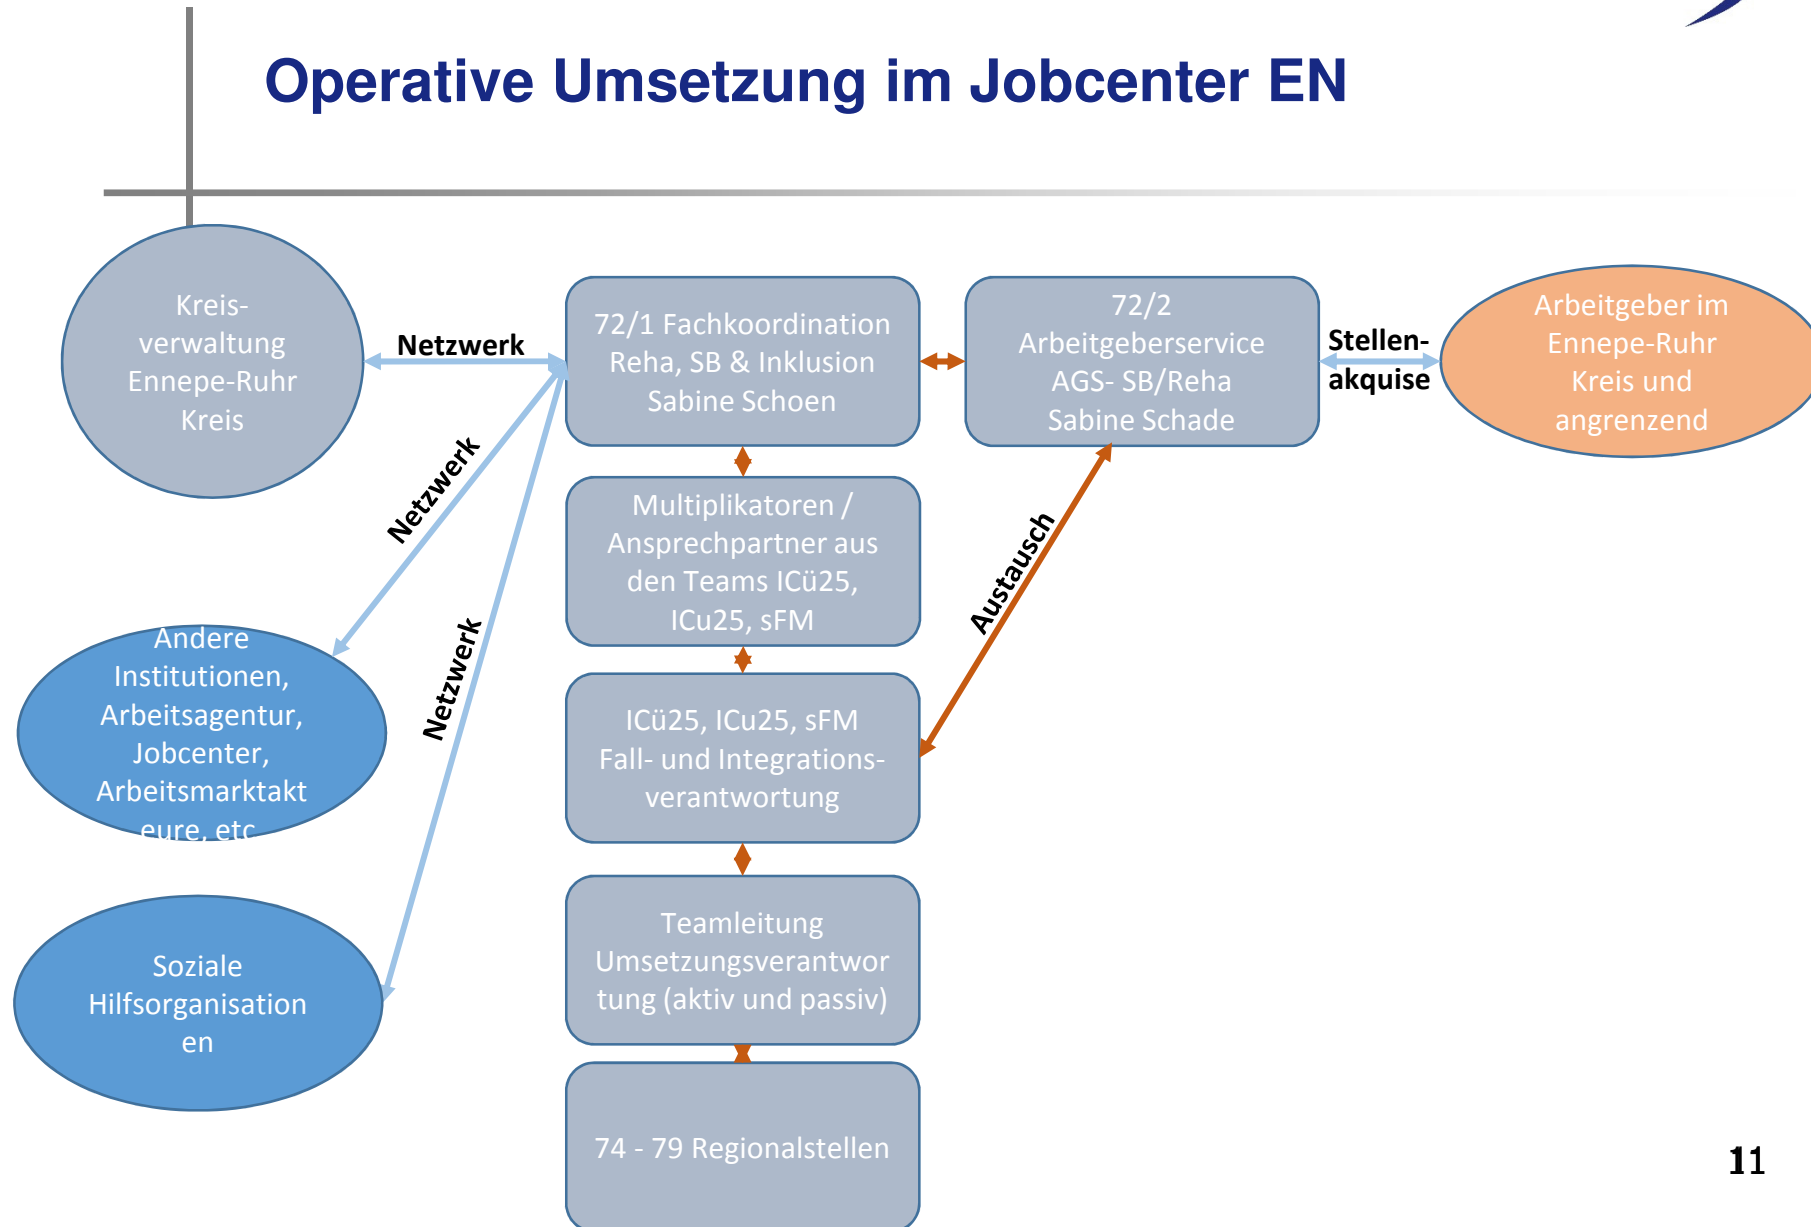 Operative Umsetzung im Jobcenter EN
Kreis-
verwaltung
Ennepe-Ruhr
Kreis
Netzwerk
72/1 Fachkoordination
Reha, SB & Inklusion
Sabine Schoen
72/2
Arbeitgeberservice
AGS- SB/Reha
Sabine Schade
Stellen-
akquise
Arbeitgeber im
Ennepe-Ruhr
Kreis und
angrenzend
Netzwerk
Multiplikatoren /
Ansprechpartner aus
den Teams ICü25,
ICu25, sFM
Austausch
Andere
Institutionen,
Arbeitsagentur,
Jobcenter,
Arbeitsmarktakt
eure, etc
Netzwerk
ICü25, ICu25, sFM
Fall- und Integrations-
verantwortung
Teamleitung
Umsetzungsverantwor
tung (aktiv und passiv)
Soziale
Hilfsorganisation
en
74 - 79 Regionalstellen
11